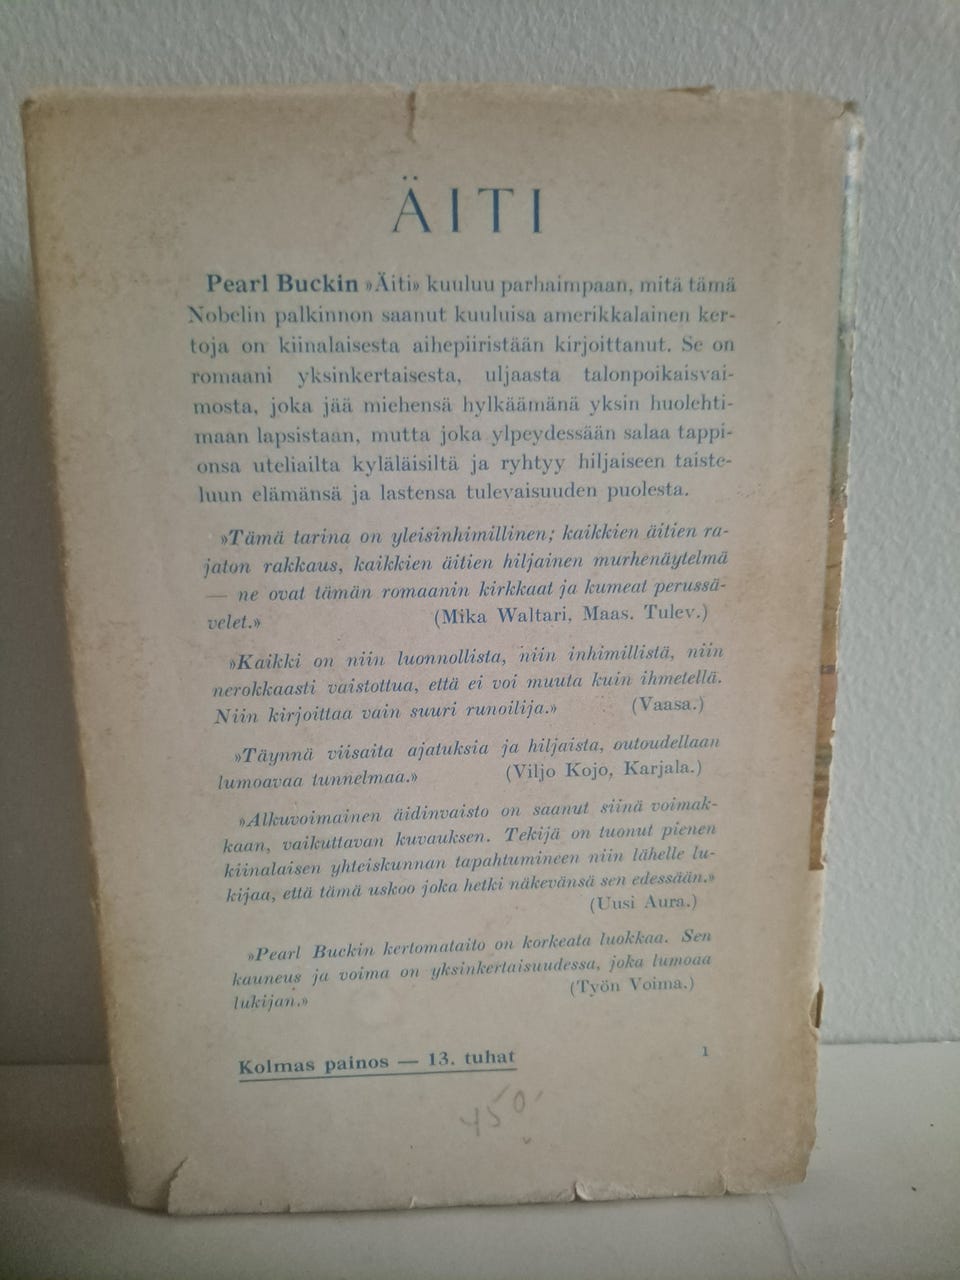 ÄITI
Pearl Buckin »Äiti» kuuluu parhaimpaan, mitä tämä
Nobelin palkinnon saanut kuuluisa amerikkalainen ker-
toja on kiinalaisesta aihepiiristään kirjoittanut. Se on
romaani yksinkertaisesta, uljaasta talonpoikaisvai-
mosta, joka jää miehensä hylkäämänä yksin huolehti-
maan lapsistaan, mutta joka ylpeydessään salaa tappi-
onsa uteliailta kyläläisiltä ja ryhtyy hiljaiseen taiste-
luun elämänsä ja lastensa tulevaisuuden puolesta.
»Tämä tarina on yleisinhimillinen; kaikkien äitien ra-
jaton rakkaus, kaikkien äitien hiljainen murhenäytelmä
— ne ovat tämän romaanin kirkkaat ja kumeat perussä-
velet.» (Mika Waltari, Maas. Tulev.)
»Kaikki on niin luonnollista, niin inhimillistä, niin
nerokkaasti vaistottua, että ei voi muuta kuin ihmetellä.
Niin kirjoittaa vain suuri runoilija.» (Vaasa.)
»Täynnä viisaita ajatuksia ja hiljaista, outoudellaan
lumoavaa tunnelmaa.» (Viljo Kojo, Karjala.)
»Alkuvoimainen äidinvaisto on saanut siinä voimak-
kaan, vaikuttavan kuvauksen. Tekijä on tuonut pienen
kiinalaisen yhteiskunnan tapahtumineen niin lähelle lu-
kijaa, että tämä uskoo joka hetki näkevänsä sen edessään.»
(Uusi Aura.)
»Pearl Buckin kertomataito on korkeata luokkaa. Sen
kauneus ja voima on yksinkertaisuudessa, joka lumoaa
lukijan.» (Työn Voima.)
Kolmas painos — 13. tuhat 1
450